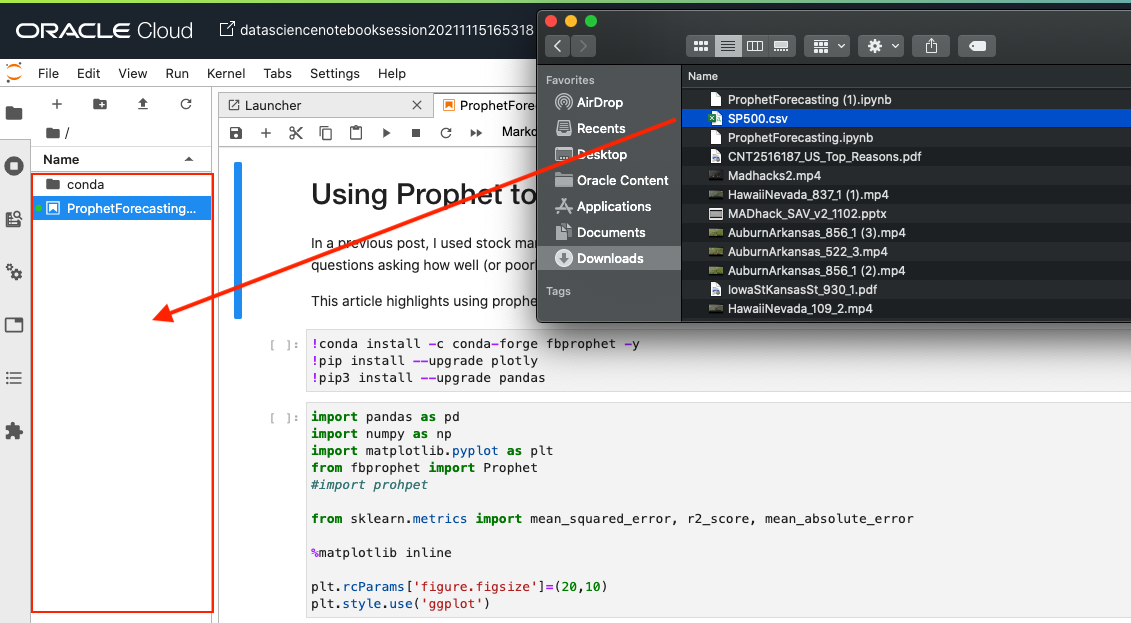 ORACLE Cloud
datasciencenotebooksession20211115165318
File Edit View Run Kernel Tabs Settings Help
/
Name
conda
ProphetForecasting...
Launcher
ProphetFore
Markd
Using Prophet to
In a previous post, I used stock mar
questions asking how well (or poor
This article highlights using prophe
[ ]: !conda install -c conda-forge fbprophet -y
!pip install --upgrade plotly
!pip3 install --upgrade pandas
[ ]: import pandas as pd
import numpy as np
import matplotlib.pyplot as plt
from fbprophet import Prophet
#import prohpet
from sklearn.metrics import mean_squared_error, r2_score, mean_absolute_error
%matplotlib inline
plt.rcParams['figure.figsize']=(20,10)
plt.style.use('ggplot')
Favorites
AirDrop
Recents
Desktop
Oracle Content
Applications
Documents
Downloads
Tags
Name
ProphetForecasting (1).ipynb
SP500.csv
ProphetForecasting.ipynb
CNT2516187_US_Top_Reasons.pdf
Madhacks2.mp4
HawaiiNevada_837_1 (1).mp4
MADhack_SAV_v2_1102.pptx
AuburnArkansas_856_1 (3).mp4
AuburnArkansas_522_3.mp4
AuburnArkansas_856_1 (2).mp4
IowaStKansasSt_930_1.pdf
HawaiiNevada_109_2.mp4